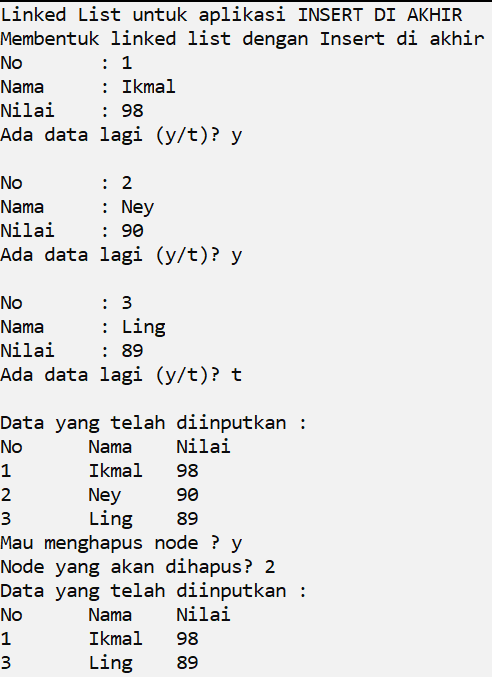 Linked List untuk aplikasi INSERT DI AKHIR
Membentuk linked list dengan Insert di akhir
No : 1
Nama : Ikmal
Nilai : 98
Ada data lagi (y/t)? y
No : 2
Nama : Ney
Nilai : 90
Ada data lagi (y/t)? y
No : 3
Nama : Ling
Nilai : 89
Ada data lagi (y/t)? t
Data yang telah diinputkan :
No Nama Nilai
1 Ikmal 98
2 Ney 90
3 Ling 89
Mau menghapus node ? y
Node yang akan dihapus? 2
Data yang telah diinputkan :
No Nama Nilai
1 Ikmal 98
3 Ling 89